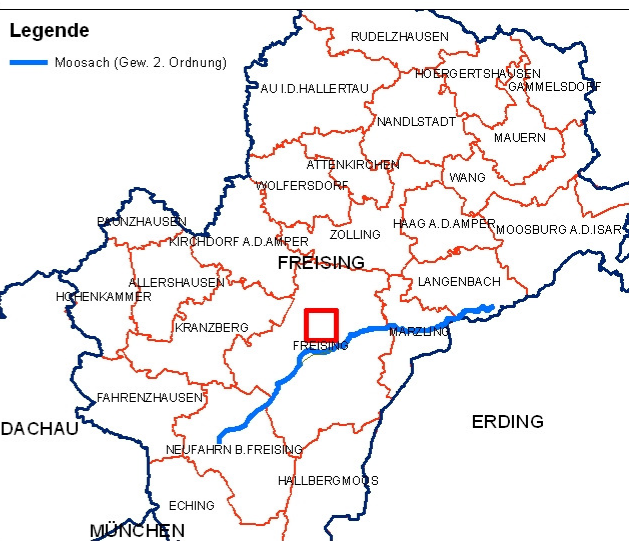 Legende
Moosach (Gew. 2. Ordnung)
RUDELZHAUSEN
HOERGERTSHAUSEN
AU I.D.HALLERTAU
GAMMELSDORF
NANDLSTADT
MAUERN
ATTENKIRCHEN
WANG
WOLFERSDORF
PAUNZHAUSEN
HAAG A.D.AMPER
MOOSBURG A.D.ISAR
ZOLLING
KIRCHDORF A.D.AMPER
FREISING
ALLERSHAUSEN
LANGENBACH
HOHENKAMMER
KRANZBERG
MARZLING
FREISING
FAHRENZHAUSEN
ERDING
DACHAU
NEUFAHRN B.FREISING
HALLBERGMOOS
ECHING
MÜNCHEN